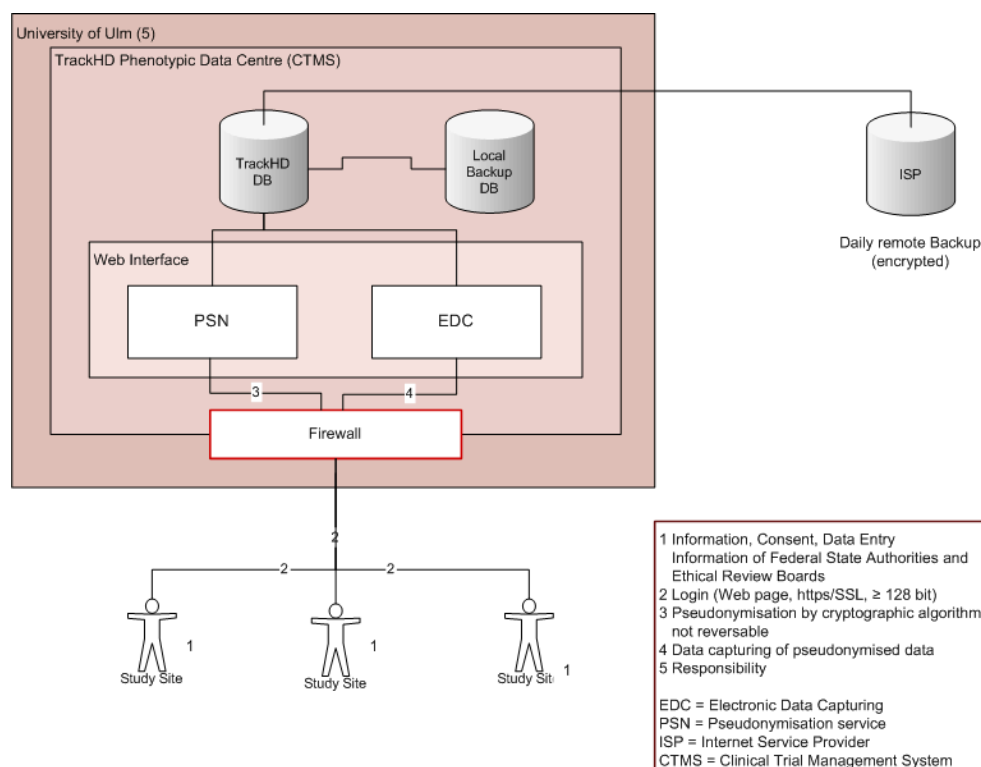 University of Ulm (5)
TrackHD Phenotypic Data Centre (CTMS)
TrackHD
DB
Local
Backup
DB
ISP
Daily remote Backup
(encrypted)
Web Interface
PSN
EDC
3
4
Firewall
2
2
2
1
1
1
Study Site
Study Site
Study Sit
1 Information, Consent, Data Entry
Information of Federal State Authorities and
Ethical Review Boards
2 Login (Web page, https/SSL, ≥ 128 bit)
3 Pseudonymisation by cryptographic algorithm
not reversable
4 Data capturing of pseudonymised data
5 Responsibility
EDC = Electronic Data Capturing
PSN = Pseudonymisation service
ISP = Internet Service Provider
CTMS = Clinical Trial Management System